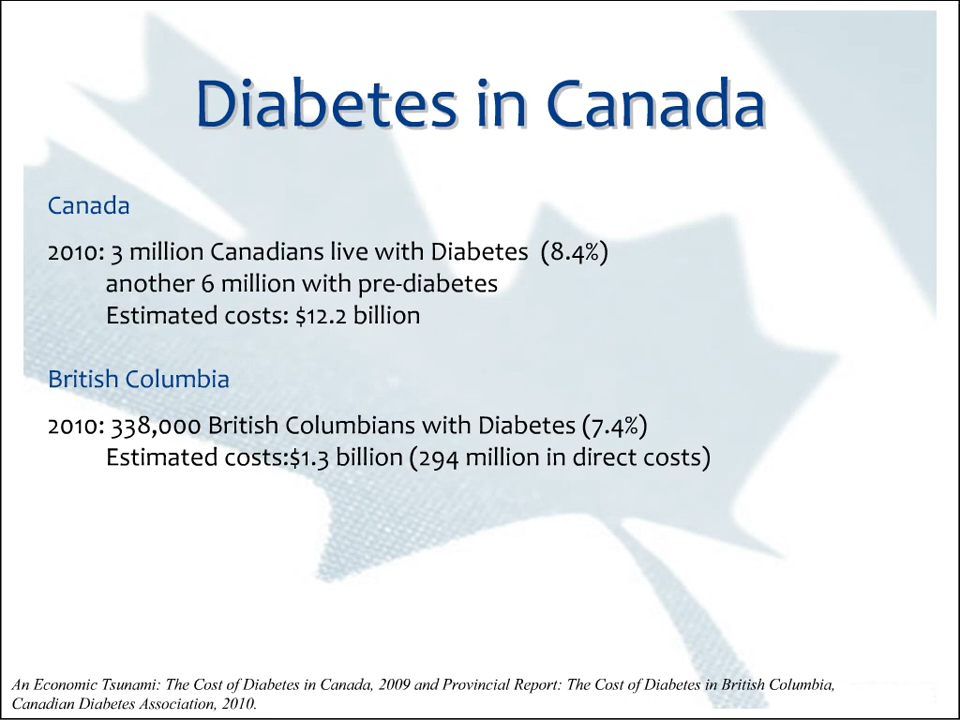 Diabetes in Canada
Canada
2010: 3 million Canadians live with Diabetes (8.4%)
another 6 million with pre-diabetes
Estimated costs: $12.2 billion
British Columbia
2010: 338,000 British Columbians with Diabetes (7.4%)
Estimated costs:$1.3 billion (294 million in direct costs)
An Economic Tsunami: The Cost of Diabetes in Canada, 2009 and Provincial Report: The Cost of Diabetes in British Columbia,
Canadian Diabetes Association, 2010.